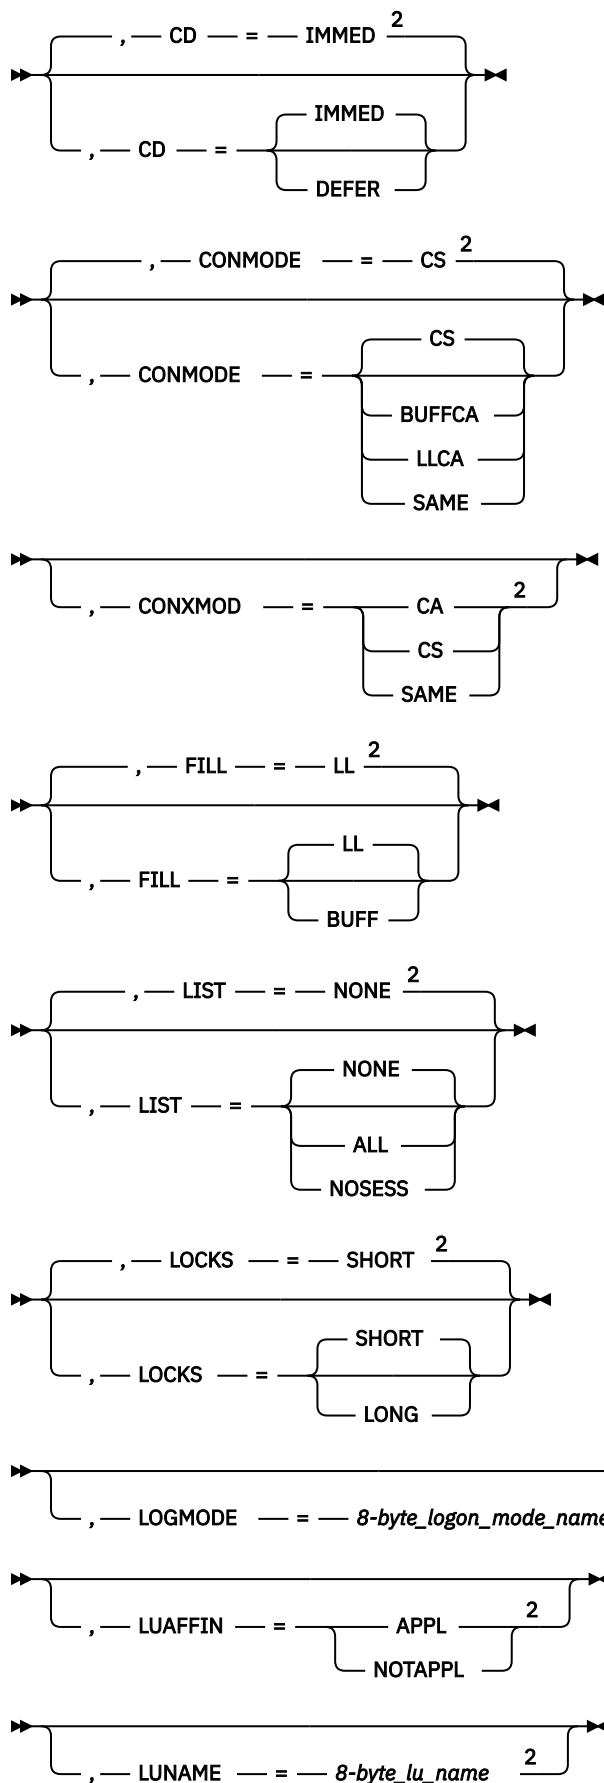 , CD = IMMED 2
IMMED
, CD =
DEFER
, CONMODE = CS 2
CS
, CONMODE =
BUFFCA
LLCA
SAME
, CONXMOD = CA 2
CS
SAME
, FILL = LL 2
LL
, FILL =
BUFF
, LIST = NONE 2
NONE
, LIST =
ALL
NOSESS
, LOCKS = SHORT 2
SHORT
, LOCKS =
LONG
, LOGMODE = 8-byte_logon_mode_name
, LUAFFIN = APPL 2
NOTAPPL
, LUNAME = 8-byte_lu_name 2